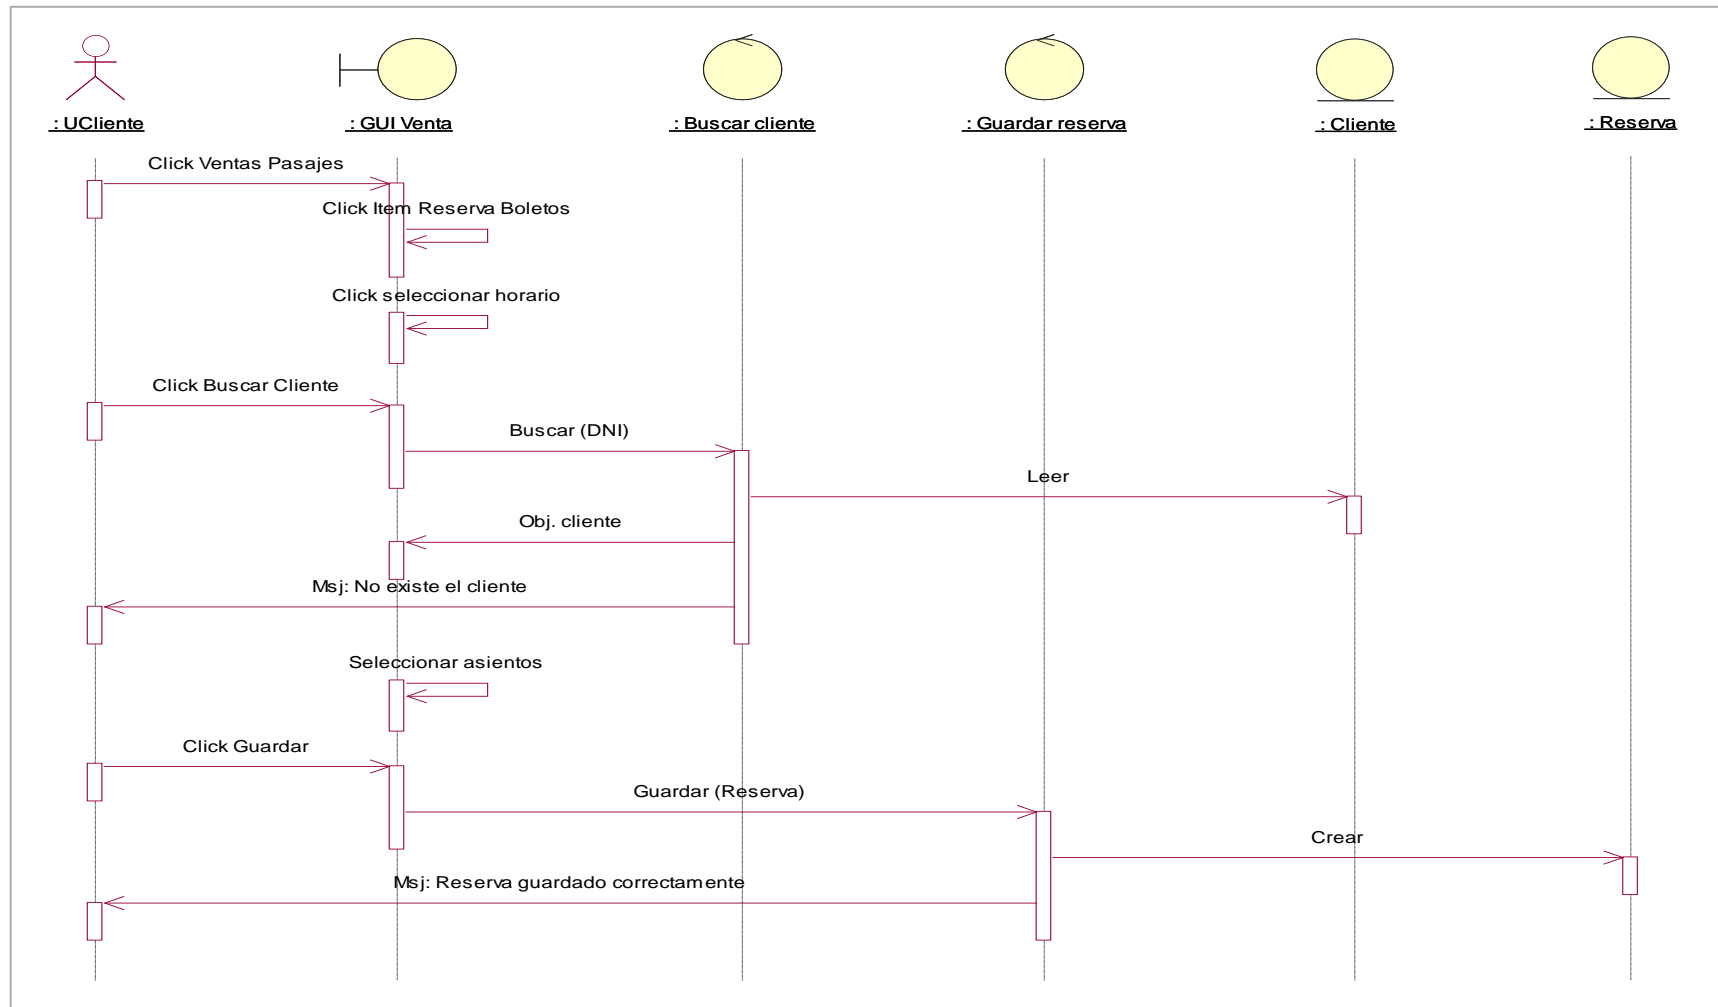 : UCliente
: GUI Venta
: Buscar cliente
: Guardar reserva
: Cliente
: Reserva
Click Ventas Pasajes
Click Item Reserva Boletos
Click seleccionar horario
Click Buscar Cliente
Buscar (DNI)
Leer
Obj. cliente
Msj: No existe el cliente
Seleccionar asientos
Click Guardar
Guardar (Reserva)
Crear
Msj: Reserva guardado correctamente